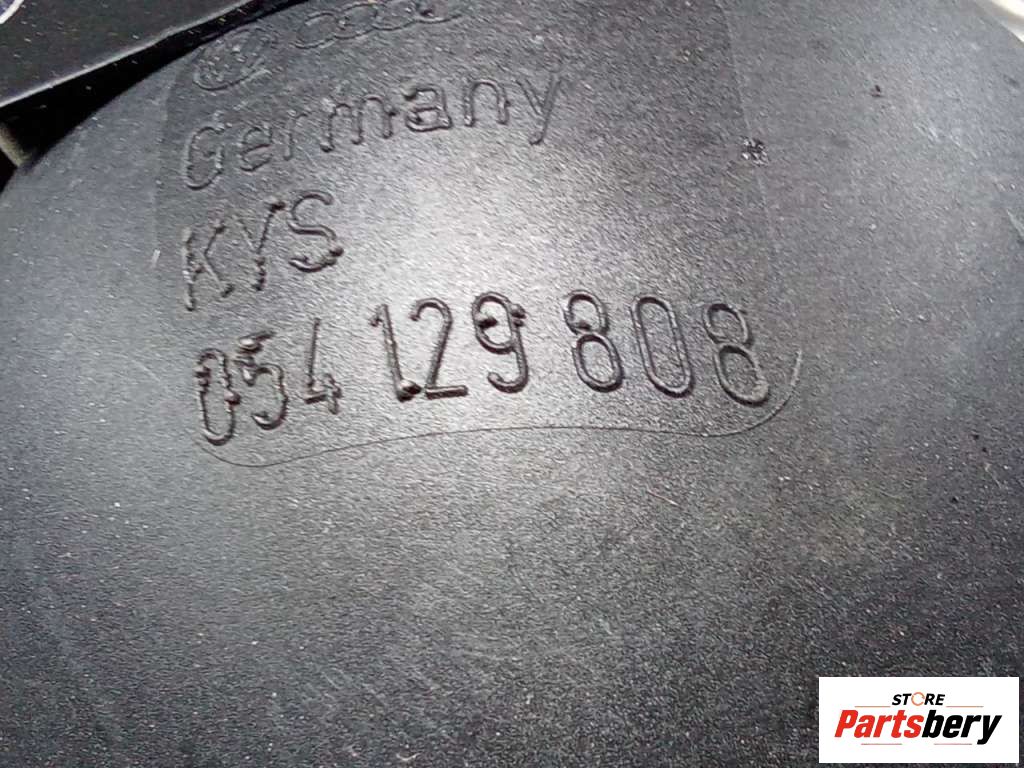 Germany
KYS
054 129 808
STORE
Partsbery